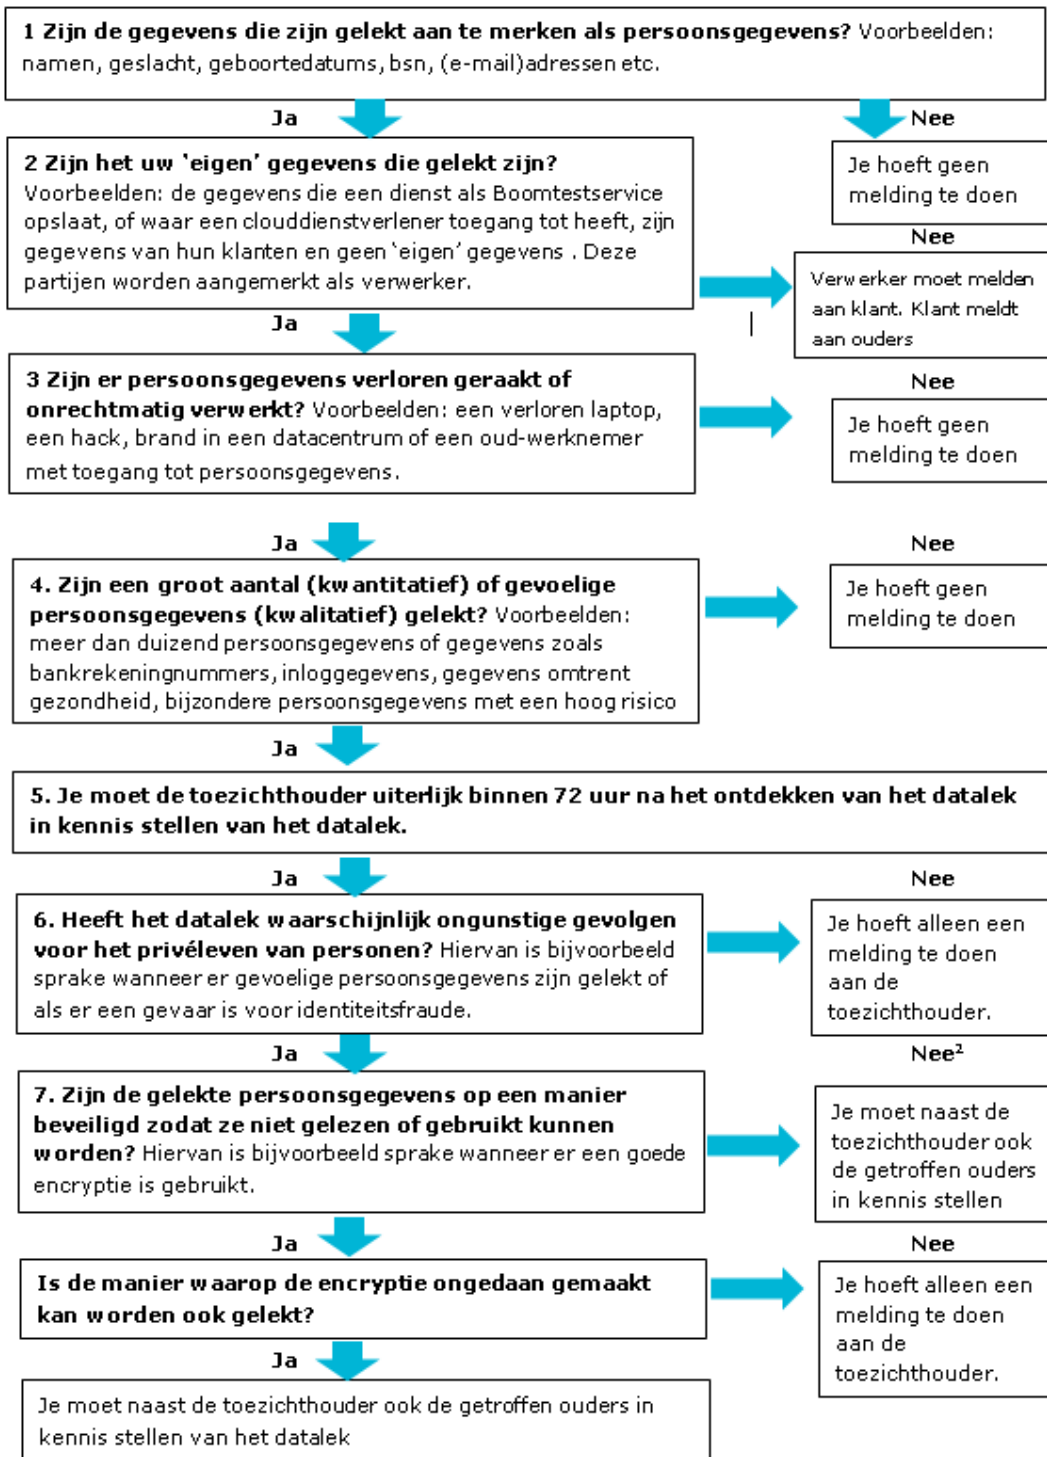 1 Zijn de gegevens die zijn gelekt aan te merken als persoonsgegevens? Voorbeelden:
namen, geslacht, geboortedatums, bsn, (e-mail)adressen etc.
Ja
Nee
2 Zijn het uw ‘eigen’ gegevens die gelekt zijn?
Voorbeelden: de gegevens die een dienst als Boomtestservice
opslaat, of waar een clouddienstverlener toegang tot heeft, zijn
gegevens van hun klanten en geen ‘eigen’ gegevens . Deze
partijen worden aangemerkt als verwerker.
Je hoeft geen
melding te doen
Nee
Verwerker moet melden
aan klant. Klant meldt
aan ouders
Ja
3 Zijn er persoonsgegevens verloren geraakt of
onrechtmatig verwerkt? Voorbeelden: een verloren laptop,
een hack, brand in een datacentrum of een oud-werknemer
met toegang tot persoonsgegevens.
Nee
Je hoeft geen
melding te doen
Ja
Nee
4. Zijn een groot aantal (kwantitatief) of gevoelige
persoonsgegevens (kwalitatief) gelekt? Voorbeelden:
meer dan duizend persoonsgegevens of gegevens zoals
bankrekeningnummers, inloggegevens, gegevens omtrent
gezondheid, bijzondere persoonsgegevens met een hoog risico
Je hoeft geen
melding te doen
Ja
5. Je moet de toezichthouder uiterlijk binnen 72 uur na het ontdekken van het datalek
in kennis stellen van het datalek.
Ja
Nee
6. Heeft het datalek waarschijnlijk ongunstige gevolgen
voor het privéleven van personen? Hiervan is bijvoorbeeld
sprake wanneer er gevoelige persoonsgegevens zijn gelekt of
als er een gevaar is voor identiteitsfraude.
Je hoeft alleen een
melding te doen
aan de
toezichthouder.
Ja
Nee²
7. Zijn de gelekte persoonsgegevens op een manier
beveiligd zodat ze niet gelezen of gebruikt kunnen
worden? Hiervan is bijvoorbeeld sprake wanneer er een goede
encryptie is gebruikt.
Je moet naast de
toezichthouder ook
de getroffen ouders
in kennis stellen
Ja
Nee
Is de manier waarop de encryptie ongedaan gemaakt
kan worden ook gelekt?
Je hoeft alleen een
melding te doen
aan de
toezichthouder.
Ja
Je moet naast de toezichthouder ook de getroffen ouders in
kennis stellen van het datalek